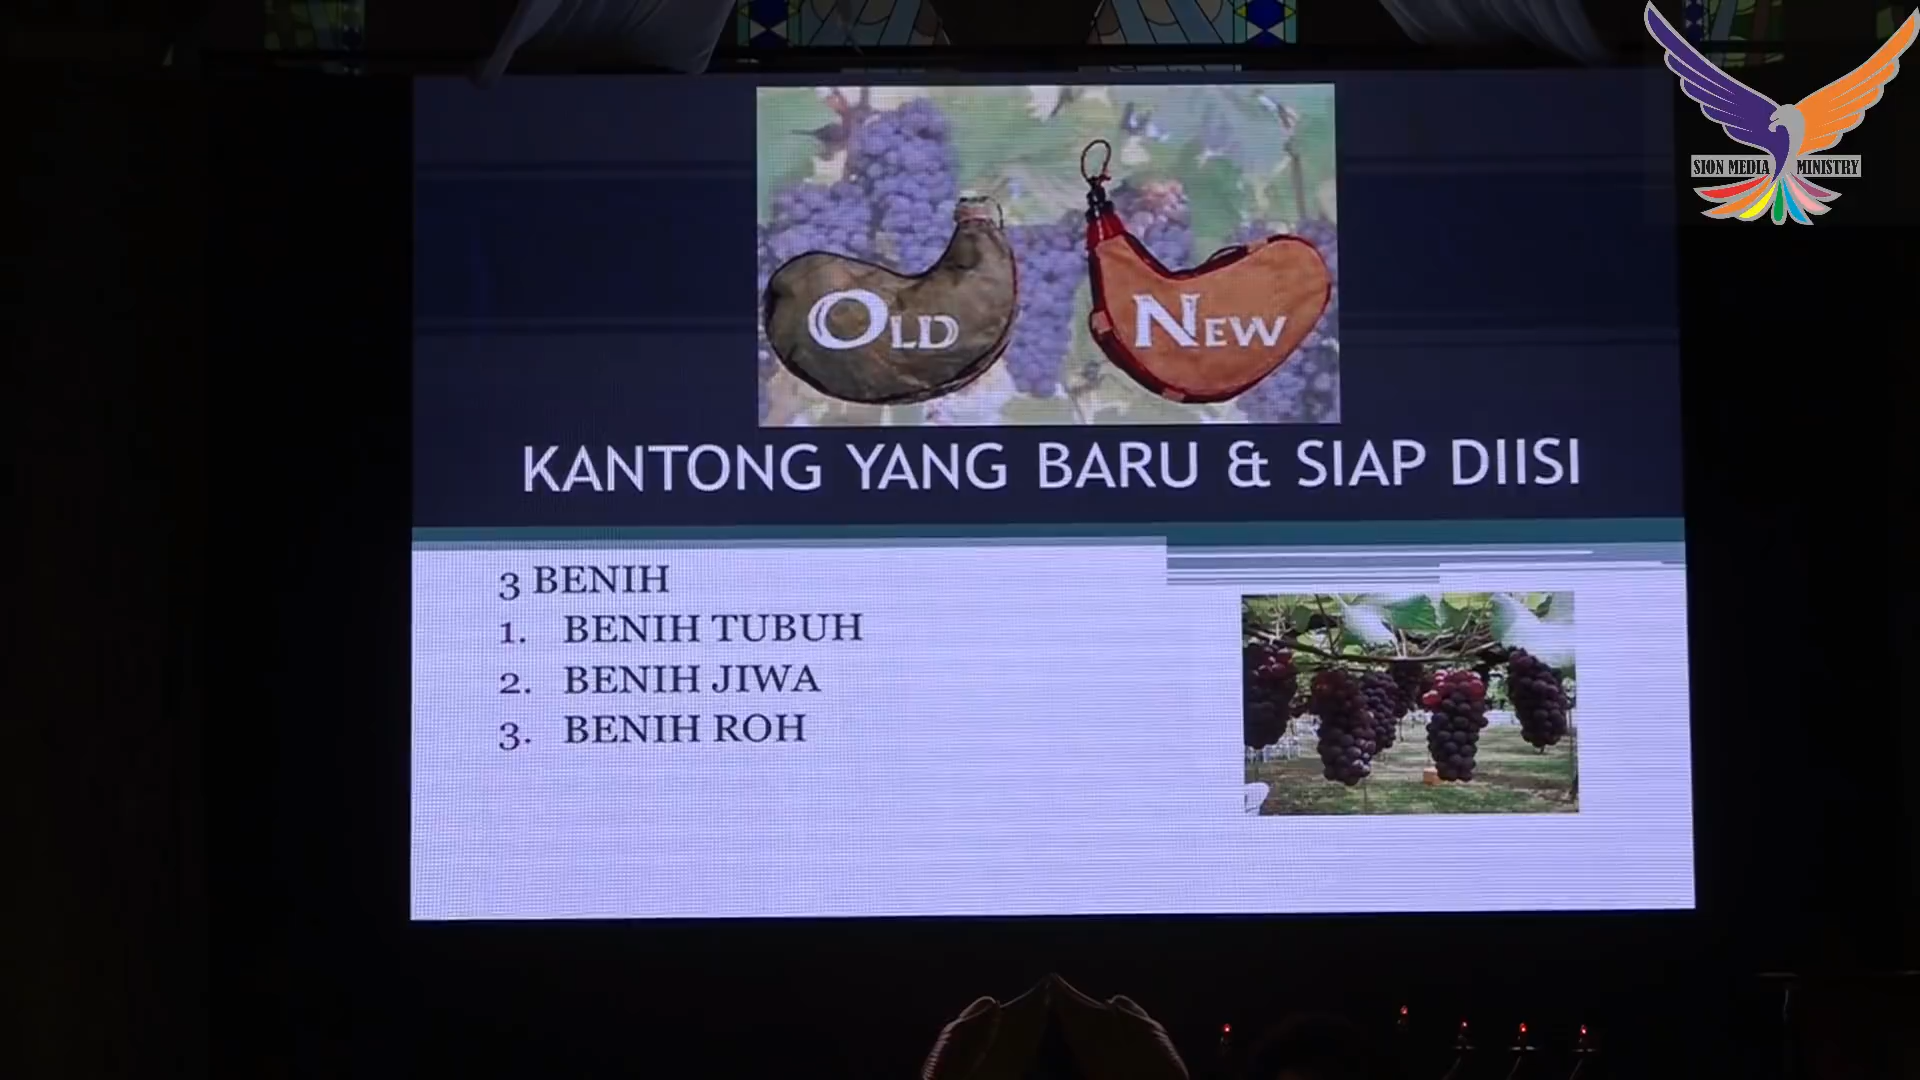 SION MEDIA MINISTRY
OLD
NEW
KANTONG YANG BARU & SIAP DIISI
3 BENIH
1. BENIH TUBUH
2. BENIH JIWA
3. BENIH ROH